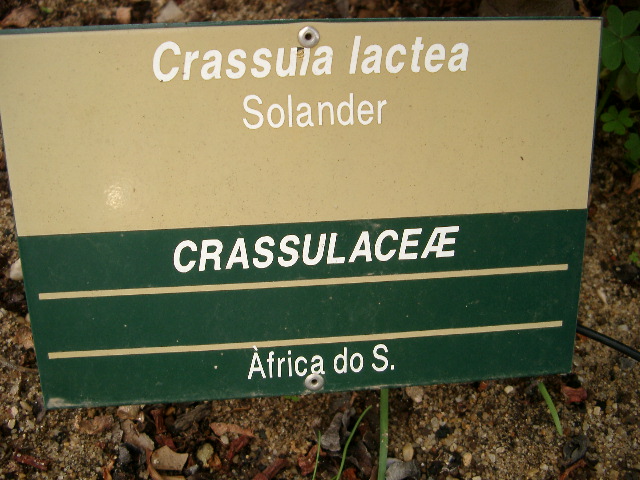 Crassula lactea
Solander
CRASSULACEÆ
Àfrica do S.